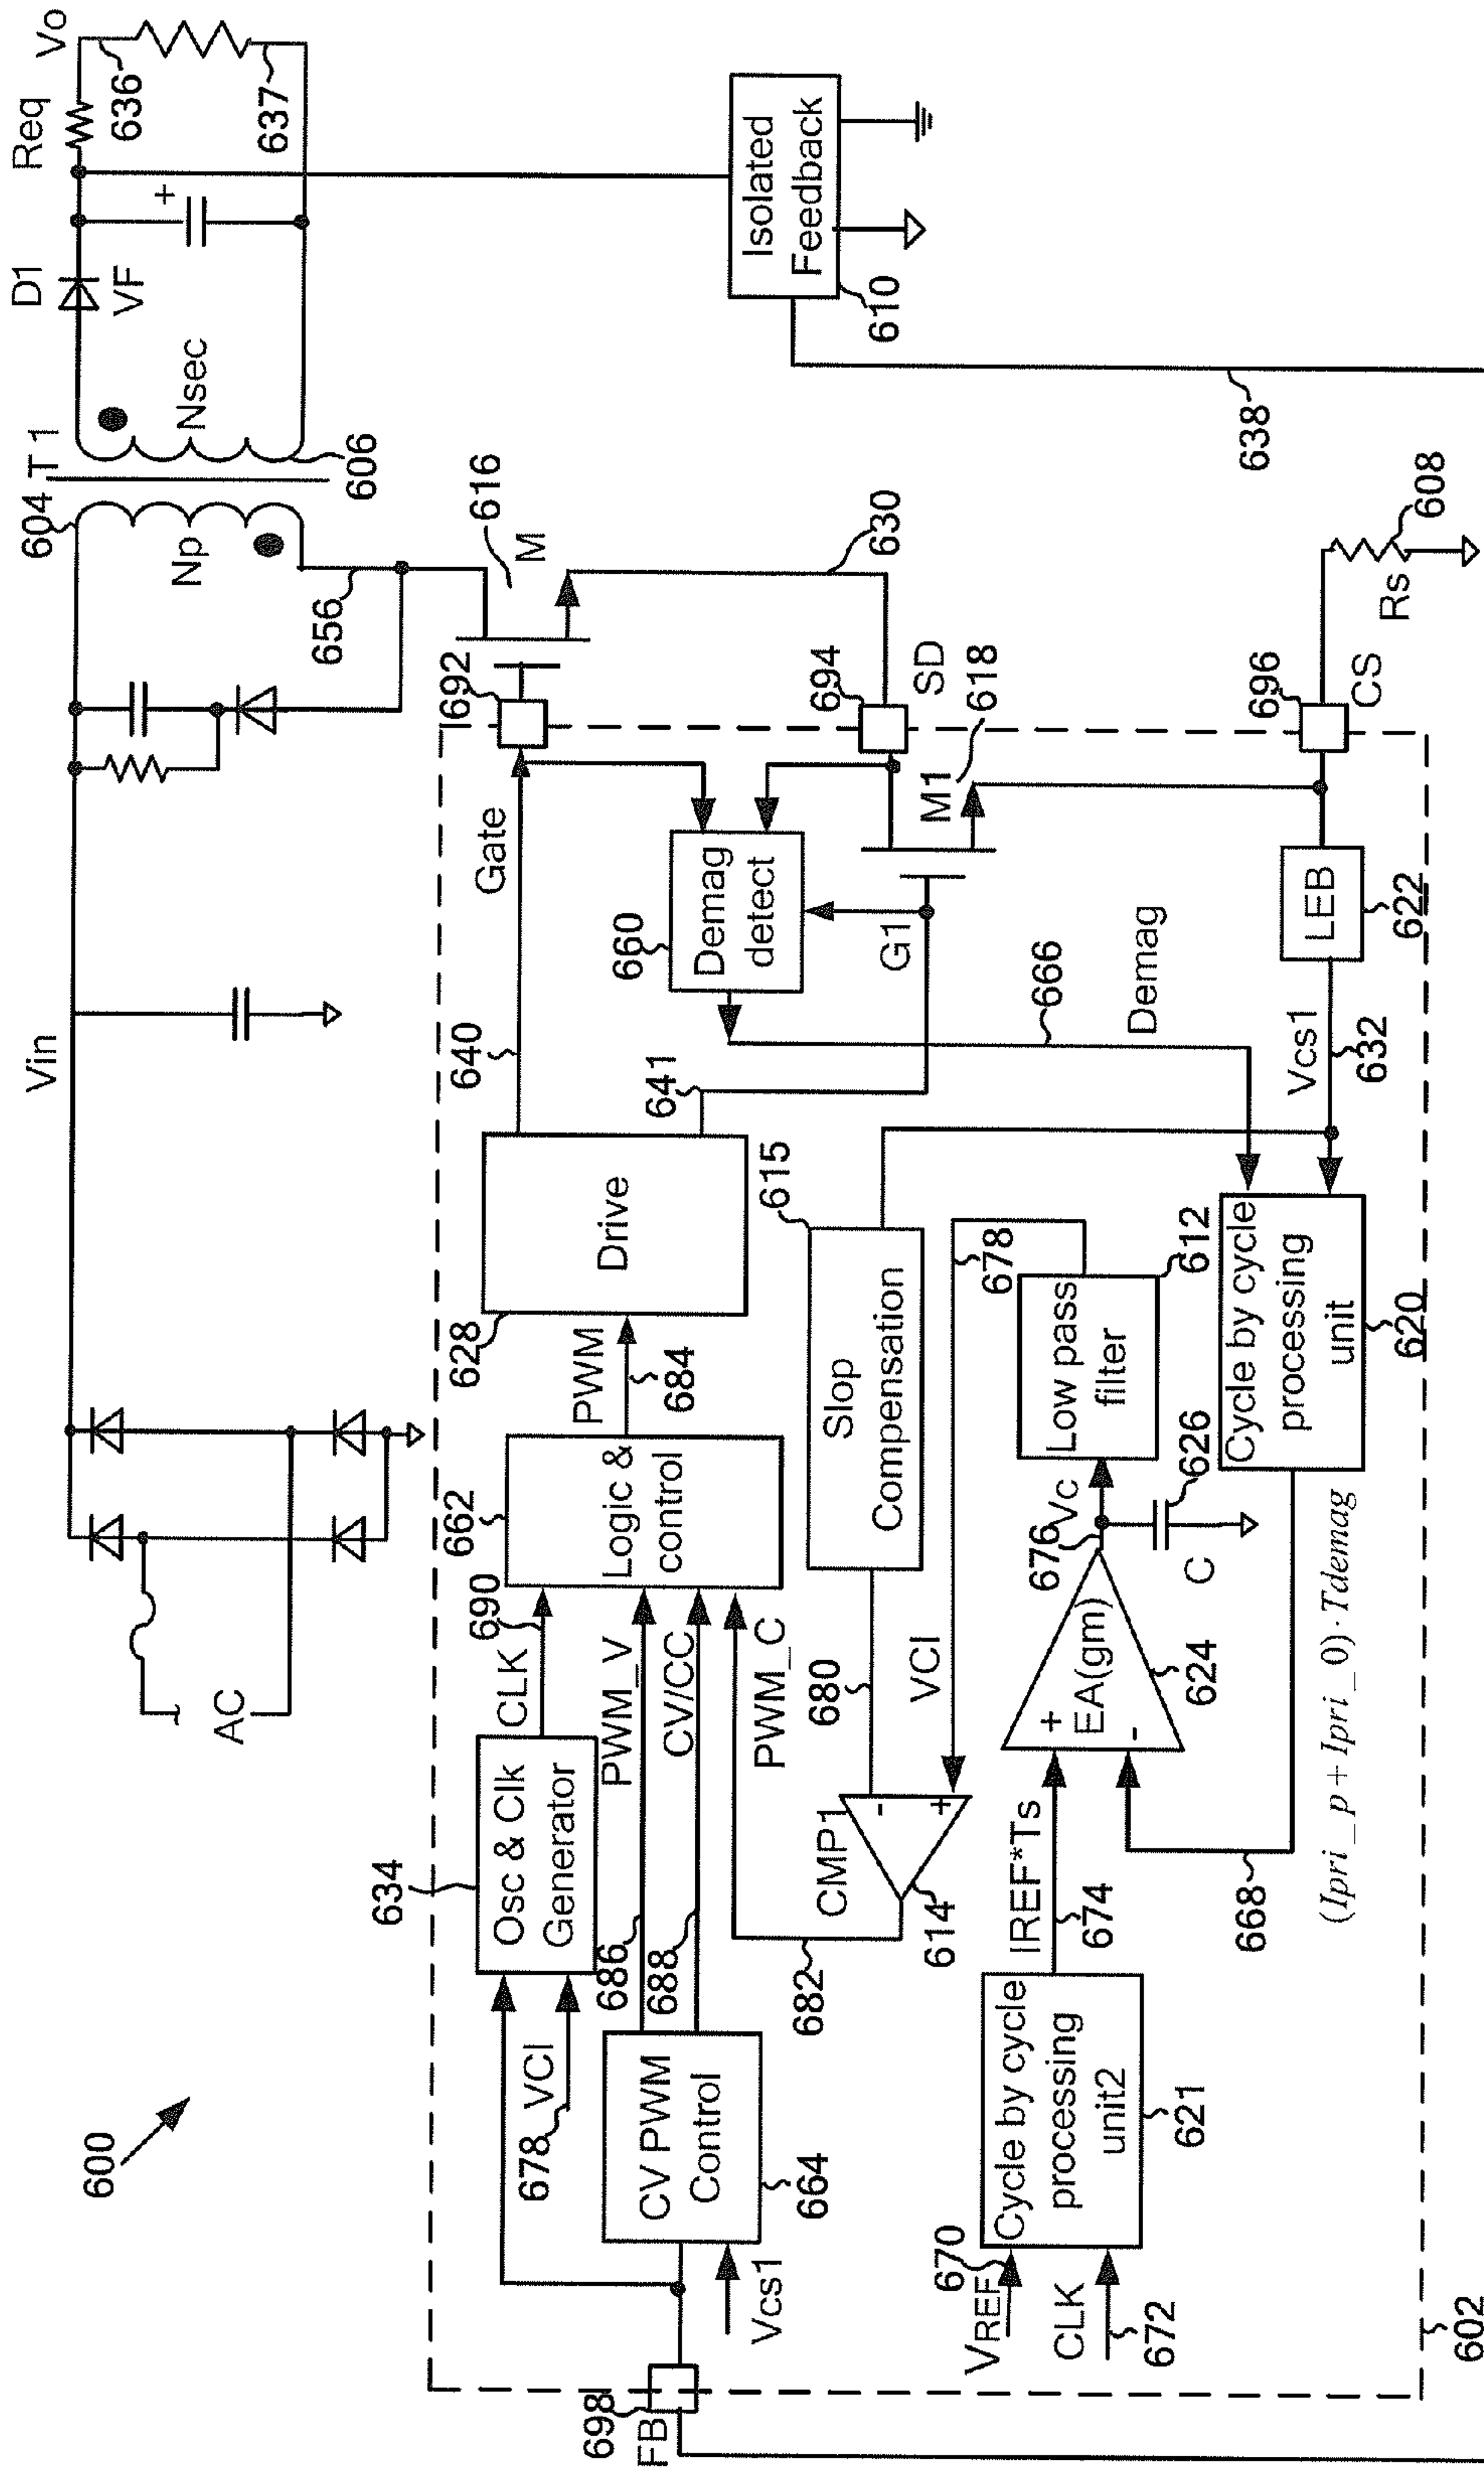 600
AC
Vin
604
T 1
Np
Nsec
606
D1
VF
+
Req
Vo
636
637
656
616
M
630
634
Osc & Clk
Generator
CLK
690
662
Logic &
control
PWM
684
628
Drive
640
641
Gate
692
660
Demag
detect
G1
694
SD
618
M1
696
CS
608
Rs
638
610
Isolated
Feedback
678
VCI
686
688
PWM_V
CV/CC
PWM_C
CV PWM
Control
664
Vcs1
698
FB
682
CMP1
-
+
614
680
VCI
Slop
Compensation
615
678
666
Demag
LEB
622
Vcs1
632
VREF
670
CLK
672
Cycle by cycle
processing
unit2
621
IREF*Ts
674
668
+
EA(gm)
-
624
676
Vc
626
C
Low pass
filter
612
Cycle by cycle
processing
unit
620
(Ipri_p + Ipri_0)·Tdemag
602